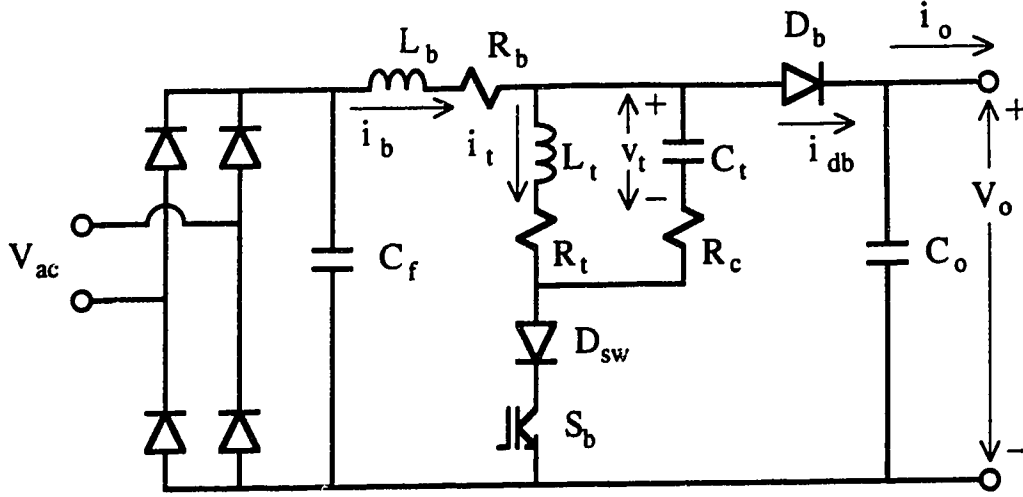 L_b
R_b
D_b
i_o
i_b
i_t
L_t
+
v_t
−
C_t
i_db
+
V_o
−
V_ac
C_f
R_t
R_c
C_o
D_sw
S_b